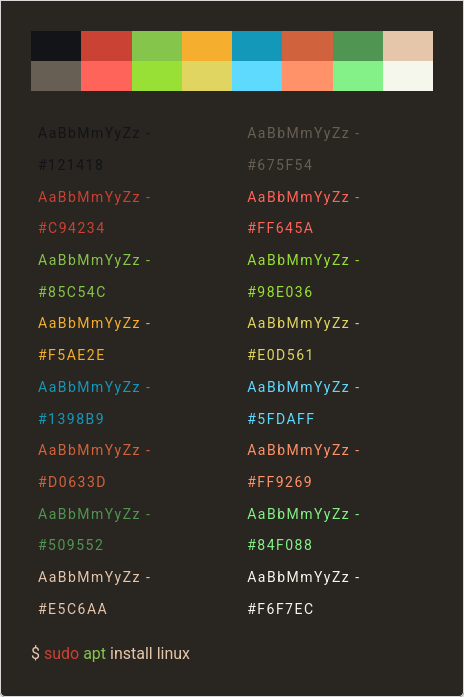 AaBbMmYyZz - AaBbMmYyZz -
#121418 #675F54
AaBbMmYyZz - AaBbMmYyZz -
#C94234 #FF645A
AaBbMmYyZz - AaBbMmYyZz -
#85C54C #98E036
AaBbMmYyZz - AaBbMmYyZz -
#F5AE2E #E0D561
AaBbMmYyZz - AaBbMmYyZz -
#1398B9 #5FDAFF
AaBbMmYyZz - AaBbMmYyZz -
#D0633D #FF9269
AaBbMmYyZz - AaBbMmYyZz -
#509552 #84F088
AaBbMmYyZz - AaBbMmYyZz -
#E5C6AA #F6F7EC
$ sudo apt install linux